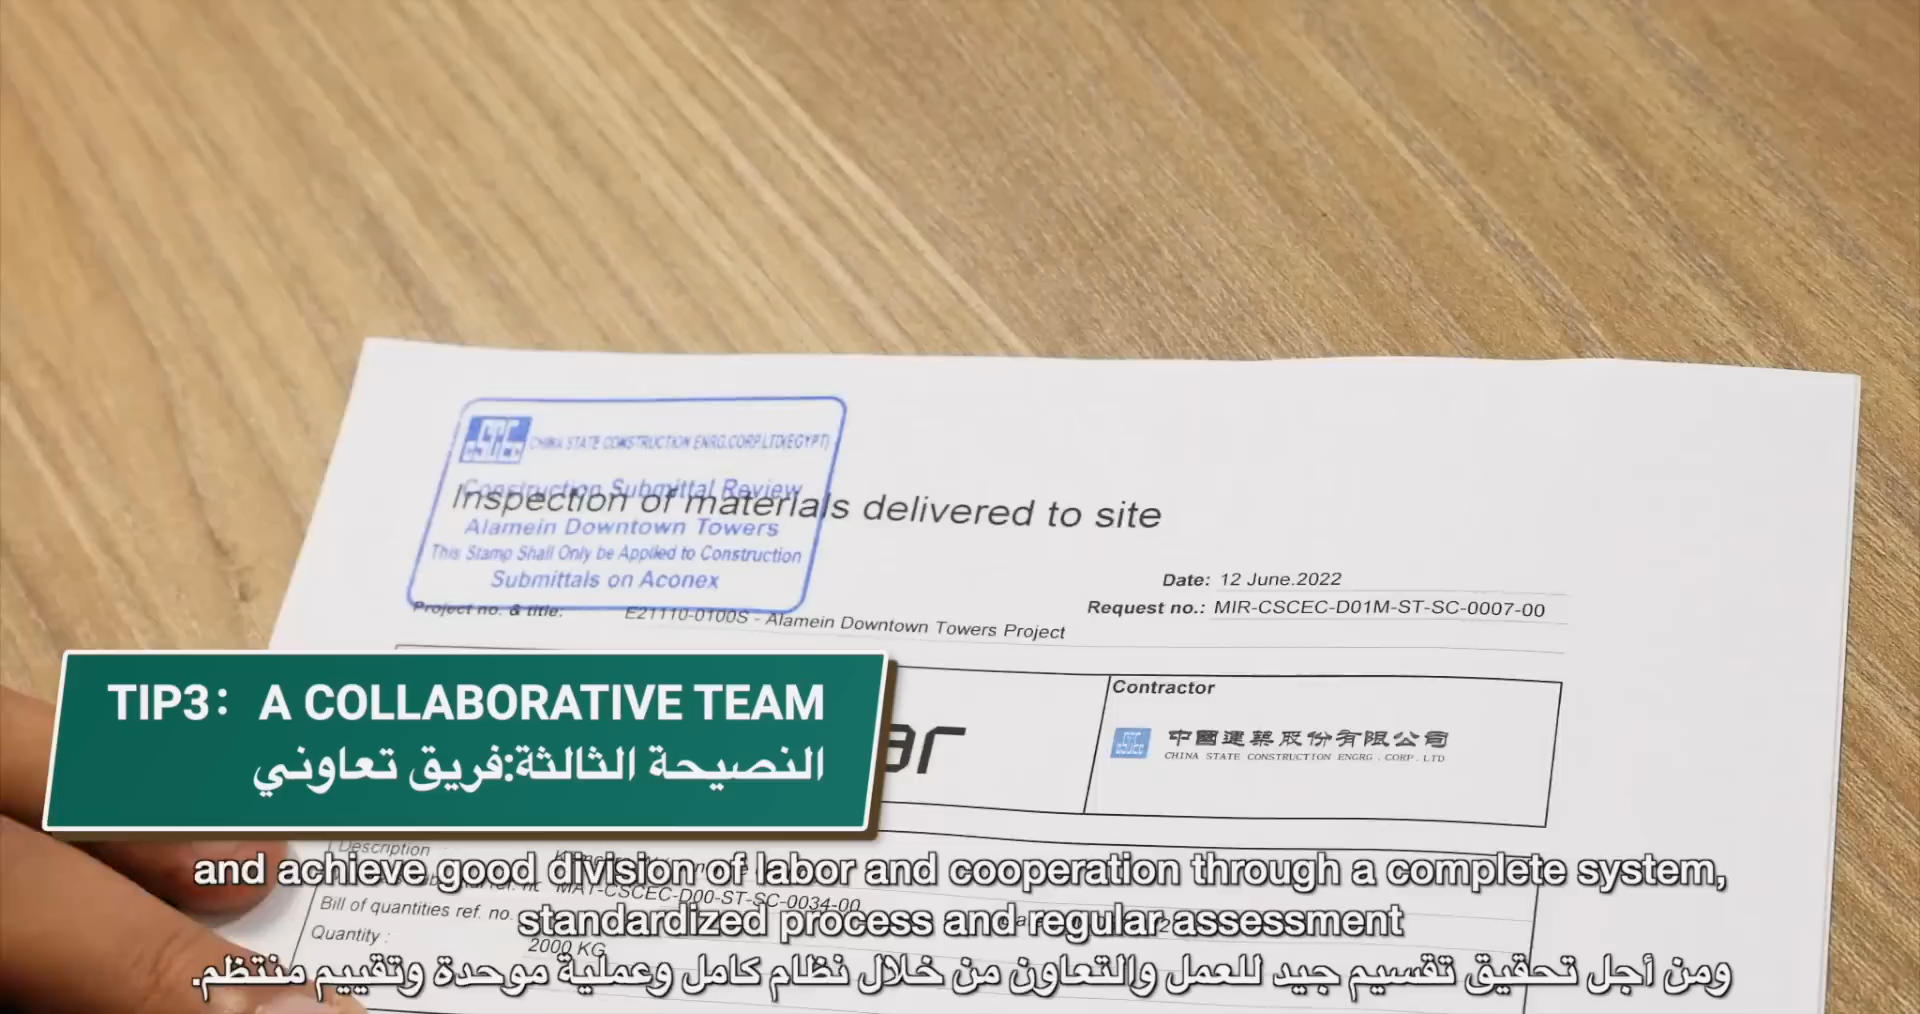 CSCEC CHINA STATE CONSTRUCTION ENRG.CORP.LTD(EGYPT)
Construction Submittal Review
Inspection of materials delivered to site
Alamein Downtown Towers
This Stamp Shall Only be Applied to Construction
Submittals on Aconex
Date: 12 June.2022
Request no.: MIR-CSCEC-D01M-ST-SC-0007-00
Project no. & title: E21110-0100S - Alamein Downtown Towers Project
Contractor
中國建築股份有限公司
CHINA STATE CONSTRUCTION ENGRG . CORP . LTD
TIP3：A COLLABORATIVE TEAM
النصيحة الثالثة:فريق تعاوني
Description
MAT-CSCEC-D00-ST-SC-0034-00
Bill of quantities ref. no.
Quantity : 2000 KG
and achieve good division of labor and cooperation through a complete system,
standardized process and regular assessment
ومن أجل تحقيق تقسيم جيد للعمل والتعاون من خلال نظام كامل وعملية موحدة وتقييم منتظم.